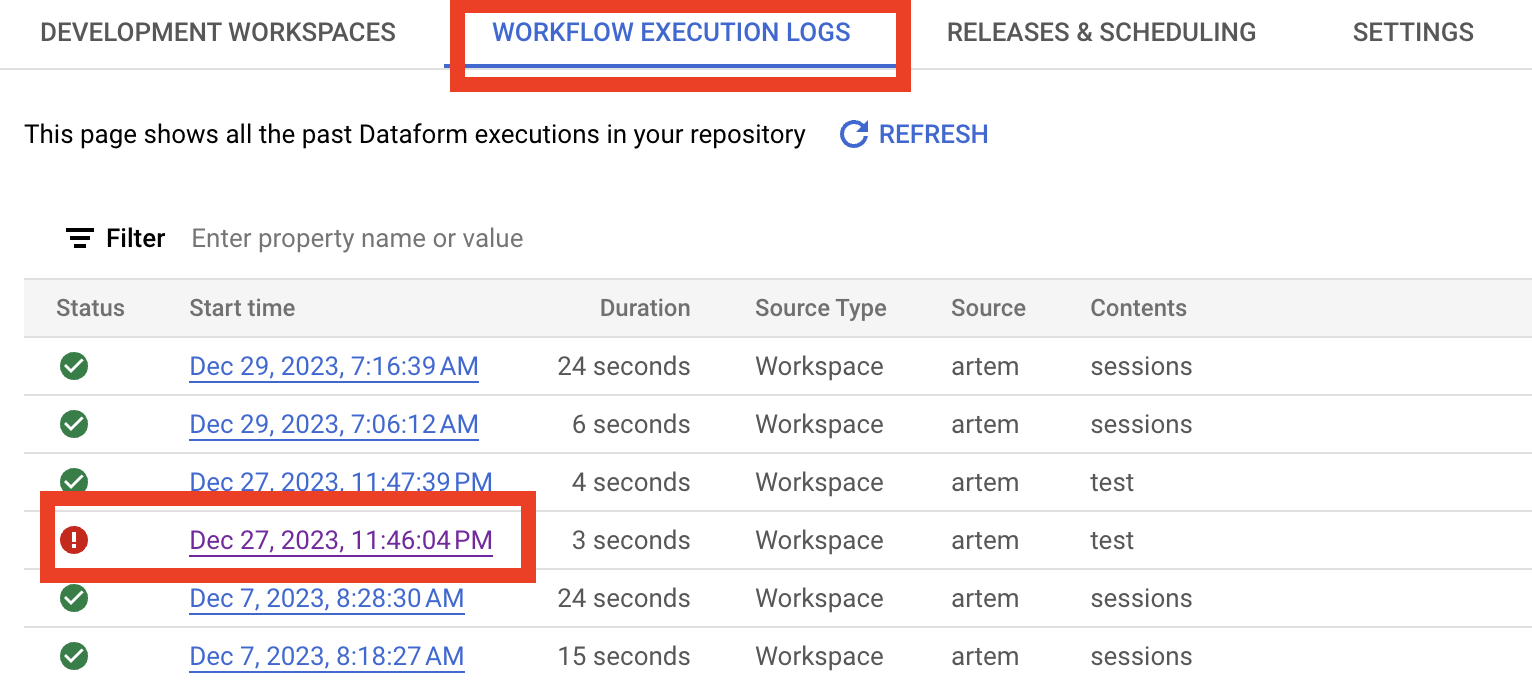 DEVELOPMENT WORKSPACES WORKFLOW EXECUTION LOGS RELEASES & SCHEDULING SETTINGS
This page shows all the past Dataform executions in your repository REFRESH
Filter Enter property name or value
Status Start time Duration Source Type Source Contents
Dec 29, 2023, 7:16:39 AM 24 seconds Workspace artem sessions
Dec 29, 2023, 7:06:12 AM 6 seconds Workspace artem sessions
Dec 27, 2023, 11:47:39 PM 4 seconds Workspace artem test
Dec 27, 2023, 11:46:04 PM 3 seconds Workspace artem test
Dec 7, 2023, 8:28:30 AM 24 seconds Workspace artem sessions
Dec 7, 2023, 8:18:27 AM 15 seconds Workspace artem sessions